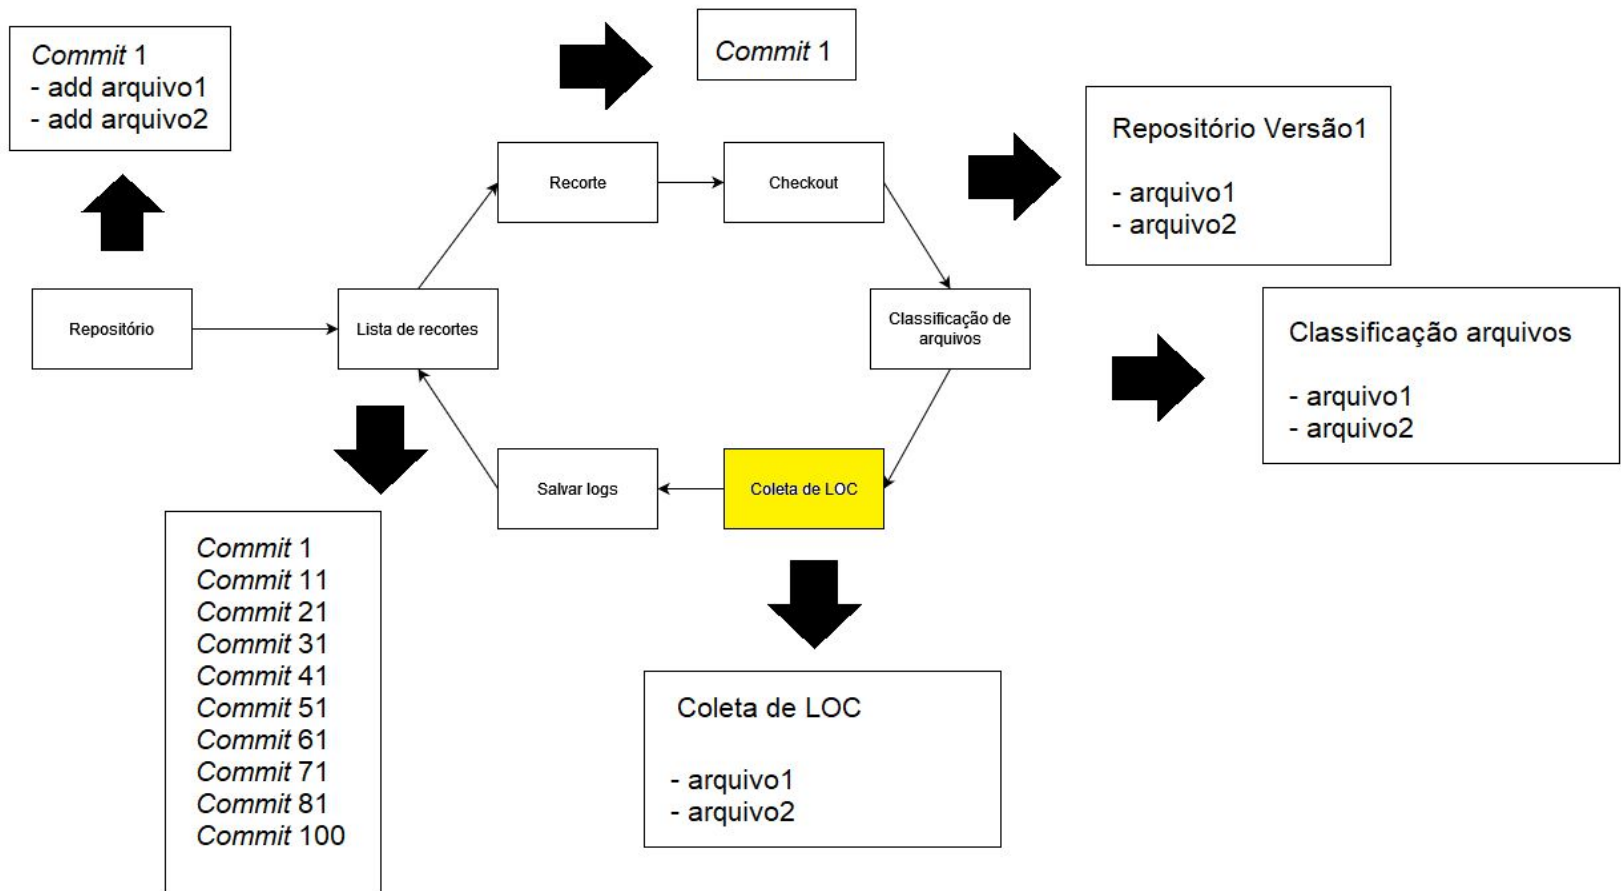 Commit 1
- add arquivo1
- add arquivo2
Commit 1
Repositório Versão1
- arquivo1
- arquivo2
Recorte
Checkout
Repositório
Lista de recortes
Classificação de
arquivos
Classificação arquivos
- arquivo1
- arquivo2
Salvar logs
Coleta de LOC
Commit 1
Commit 11
Commit 21
Commit 31
Commit 41
Commit 51
Commit 61
Commit 71
Commit 81
Commit 100
Coleta de LOC
- arquivo1
- arquivo2